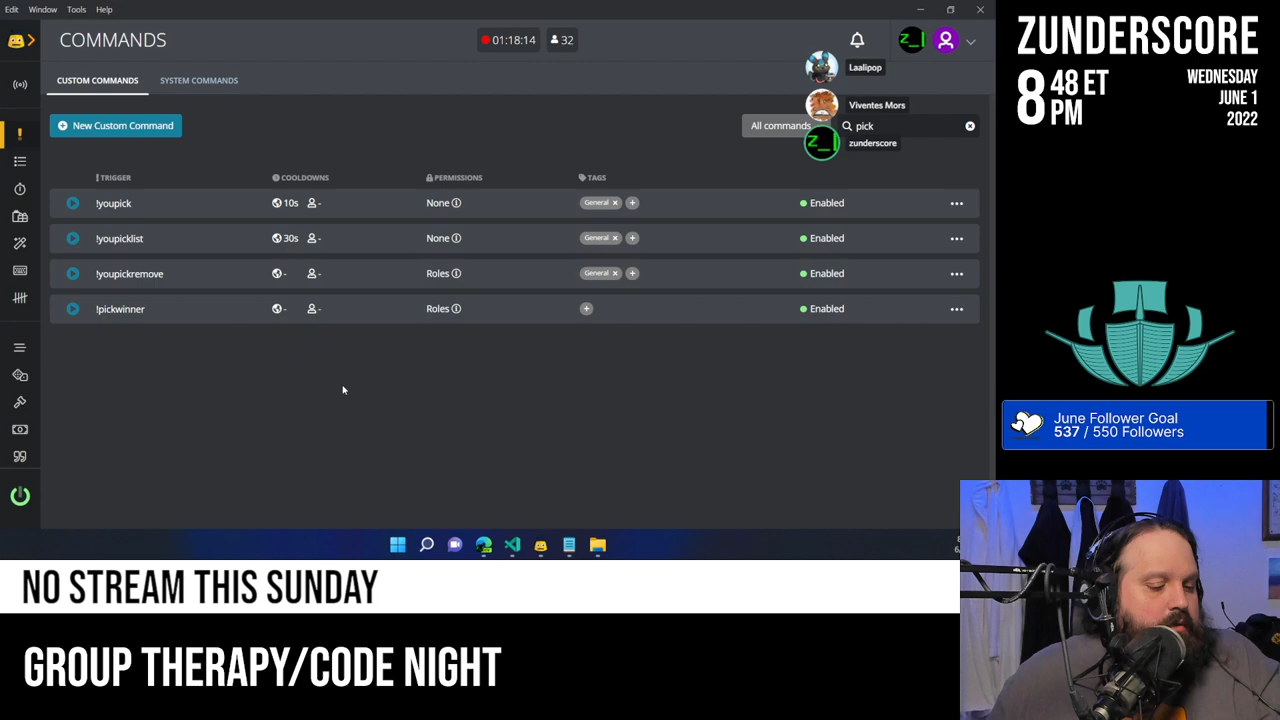 Edit Window Tools Help
COMMANDS
01:18:14
32
z_|
Laalipop
Viventes Mors
z_|
zunderscore
CUSTOM COMMANDS
SYSTEM COMMANDS
New Custom Command
All commands
pick
TRIGGER COOLDOWNS PERMISSIONS TAGS
!youpick 10s - None General × + Enabled
!youpicklist 30s - None General × + Enabled
!youpickremove - - Roles General × + Enabled
!pickwinner - - Roles + Enabled
NO STREAM THIS SUNDAY
GROUP THERAPY/CODE NIGHT
ZUNDERSCORE
8 48 ET
PM
WEDNESDAY
JUNE 1
2022
June Follower Goal
537 / 550 Followers